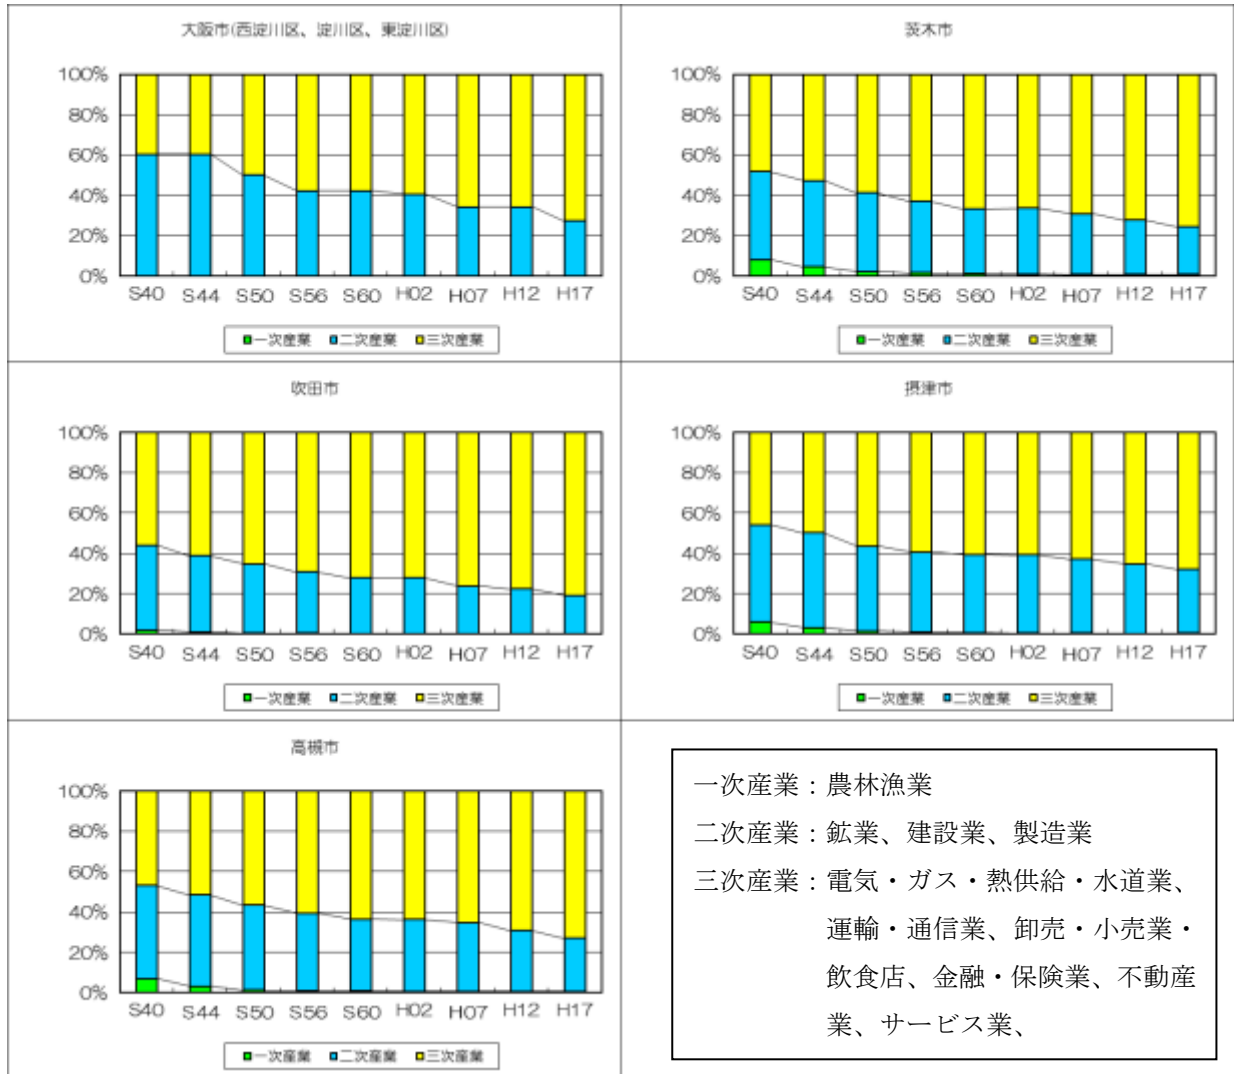 大阪市(西淀川区、淀川区、東淀川区)
100%
80%
60%
40%
20%
0%
S40 S44 S50 S56 S60 H02 H07 H12 H17
一次産業 二次産業 三次産業
茨木市
100%
80%
60%
40%
20%
0%
S40 S44 S50 S56 S60 H02 H07 H12 H17
一次産業 二次産業 三次産業
吹田市
100%
80%
60%
40%
20%
0%
S40 S44 S50 S56 S60 H02 H07 H12 H17
一次産業 二次産業 三次産業
摂津市
100%
80%
60%
40%
20%
0%
S40 S44 S50 S56 S60 H02 H07 H12 H17
一次産業 二次産業 三次産業
高槻市
100%
80%
60%
40%
20%
0%
S40 S44 S50 S56 S60 H02 H07 H12 H17
一次産業 二次産業 三次産業
一次産業：農林漁業
二次産業：鉱業、建設業、製造業
三次産業：電気・ガス・熱供給・水道業、
運輸・通信業、卸売・小売業・
飲食店、金融・保険業、不動産
業、サービス業、